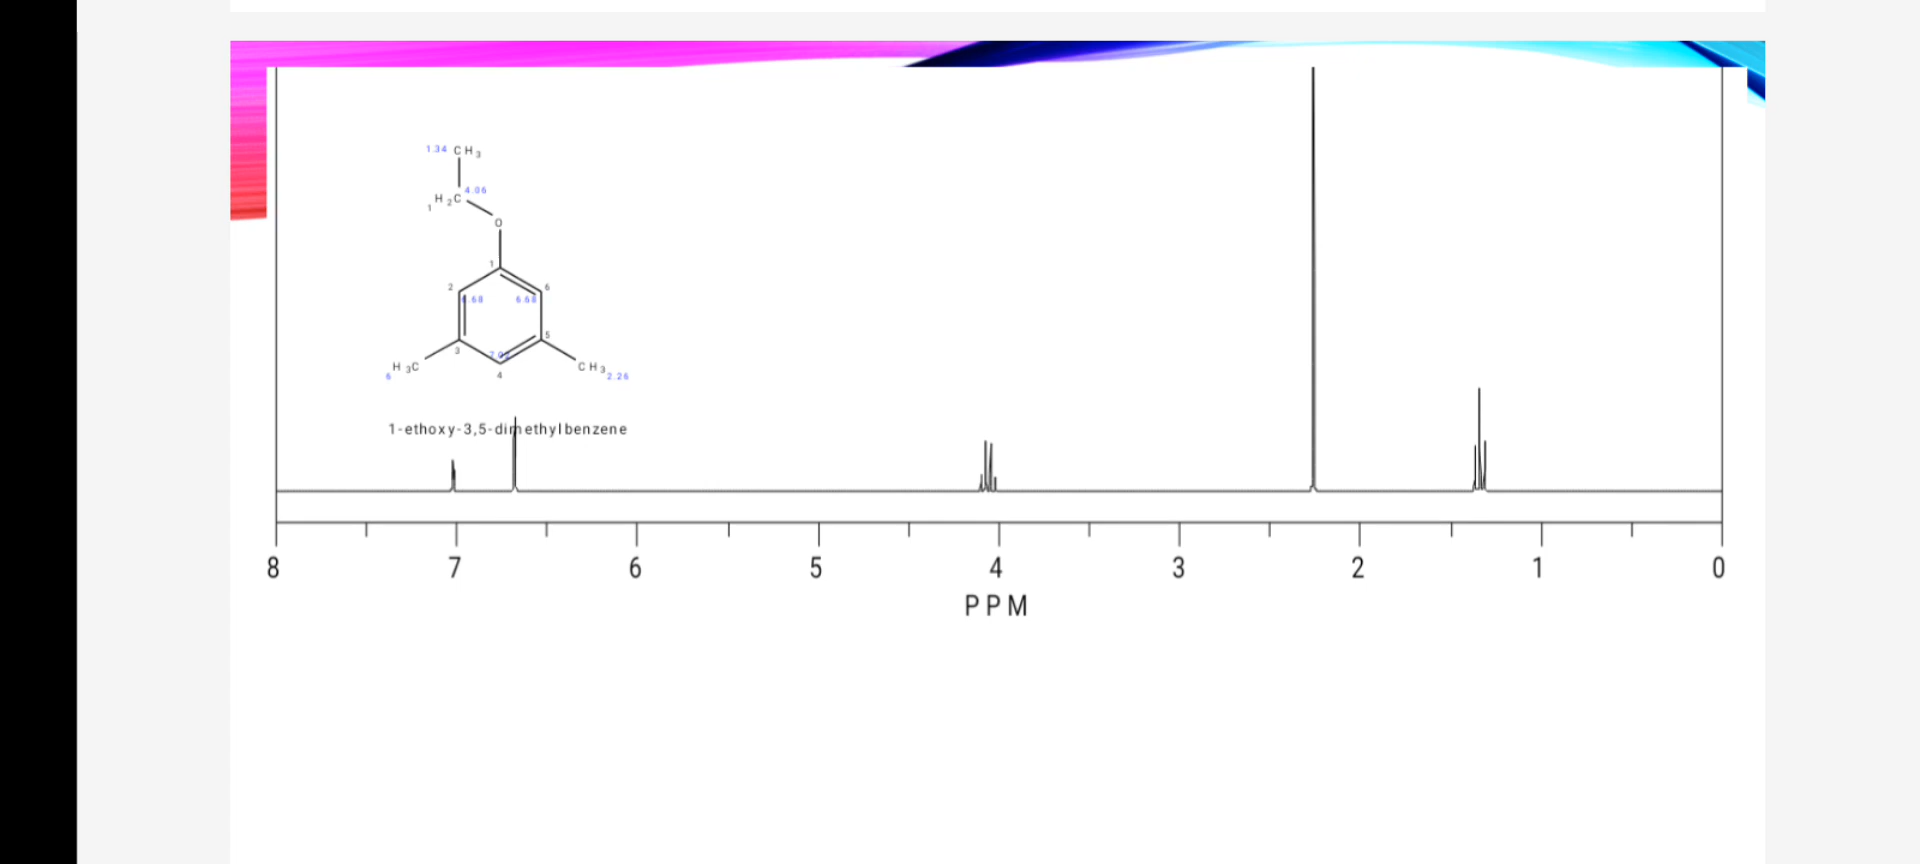 1.34 CH3
4.06
H2C
1
O
1
2 6
6.68
5
3
H3C CH3
6 2.26
4
1-ethoxy-3,5-dimethylbenzene
8 7 6 5 4 3 2 1 0
PPM